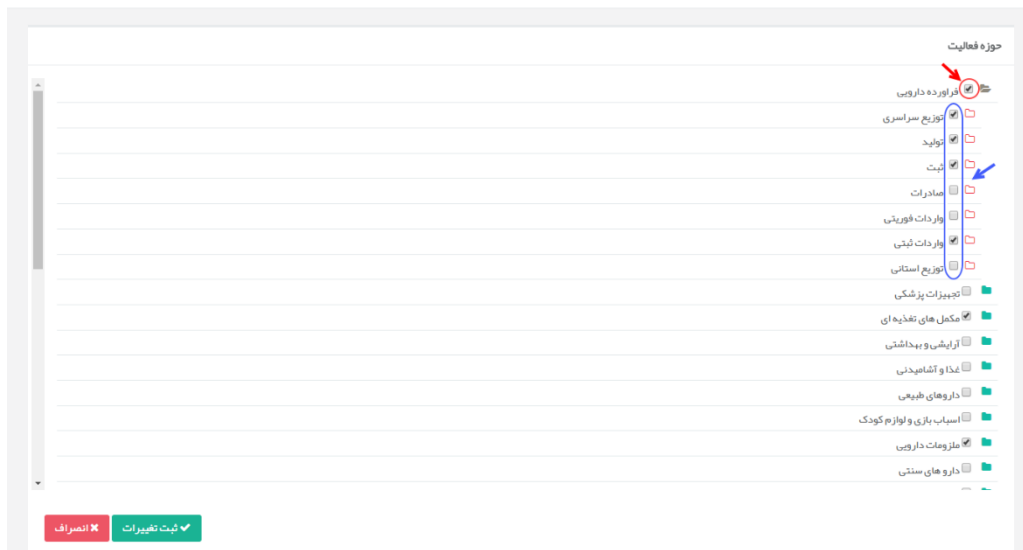 حوزه فعالیت
فراورده دارویی
توزیع سراسری
تولید
ثبت
صادرات
واردات فوریتی
واردات ثبتی
توزیع استانی
تجهیزات پزشکی
مکمل های تغذیه ای
آرایشی و بهداشتی
غذا و آشامیدنی
داروهای طبیعی
اسباب بازی و لوازم کودک
ملزومات دارویی
دارو های سنتی
ثبت تغییرات انصراف